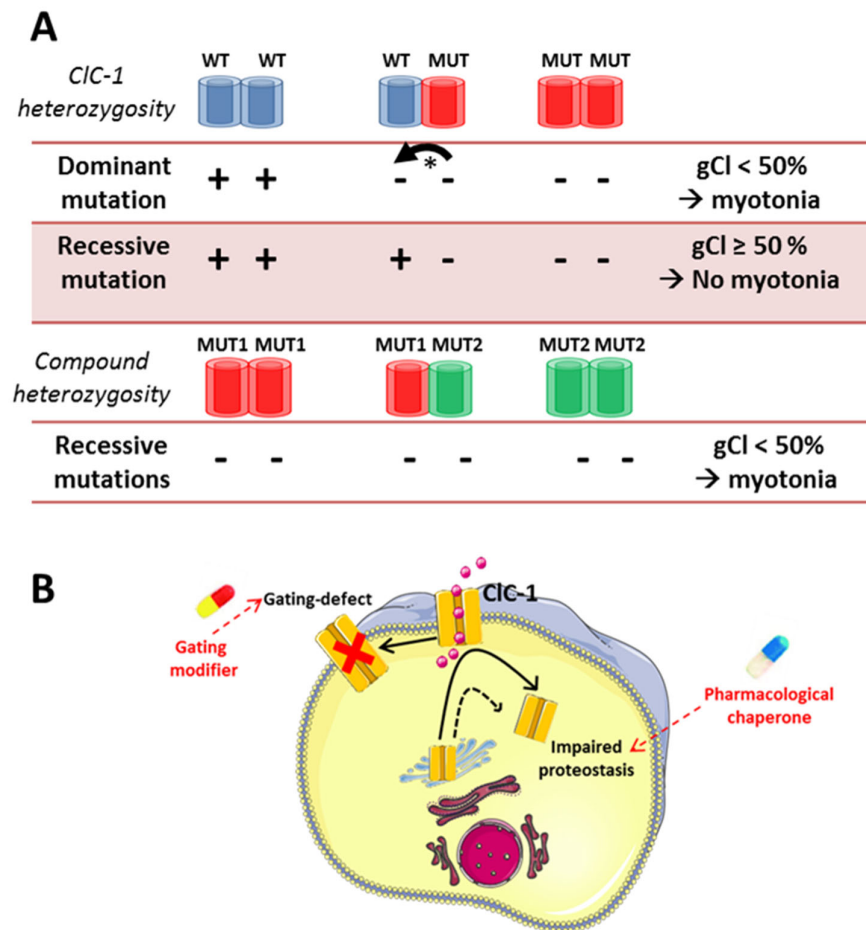 A
WT WT WT MUT MUT MUT
ClC-1
heterozygosity
Dominant
mutation
+ + - * - - - gCl < 50%
→ myotonia
Recessive
mutation
+ + + - - - gCl ≥ 50 %
→ No myotonia
MUT1 MUT1 MUT1 MUT2 MUT2 MUT2
Compound
heterozygosity
Recessive
mutations
- - - - - - gCl < 50%
→ myotonia
B
Gating-defect
ClC-1
Gating
modifier
Pharmacological
chaperone
Impaired
proteostasis